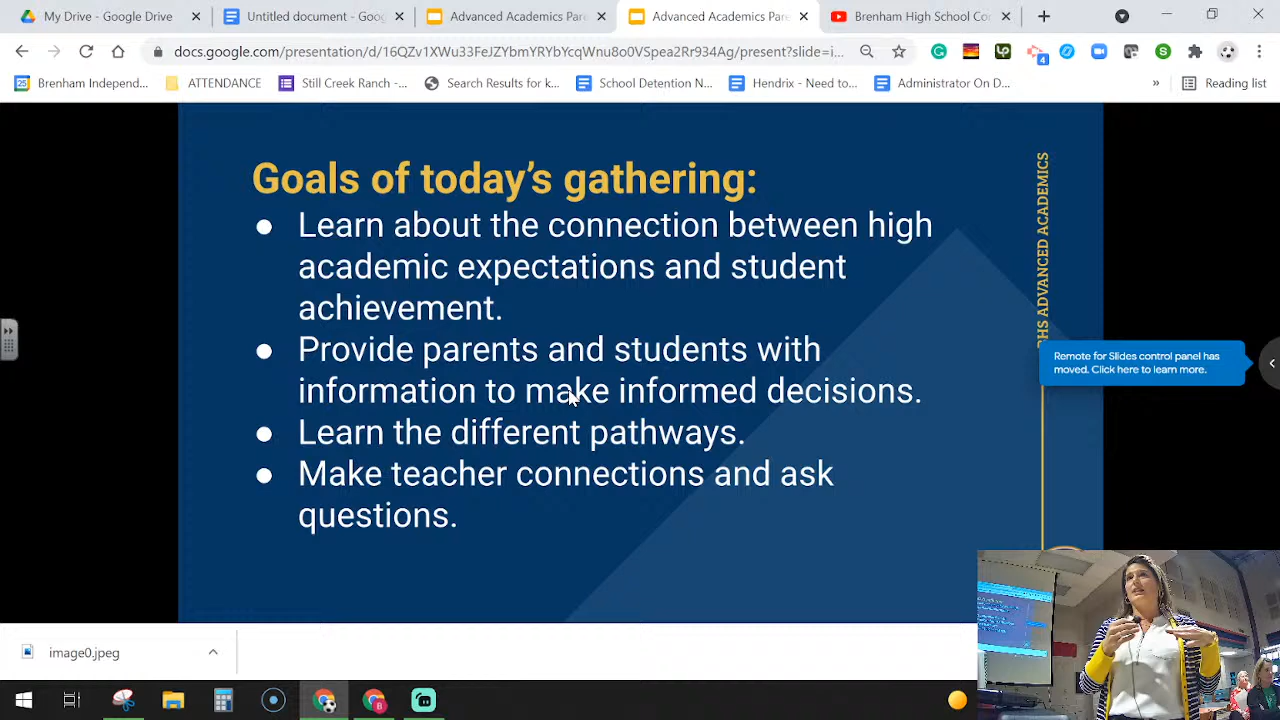 My Drive - Google Drive
Untitled document - Goog
Advanced Academics Pare
Advanced Academics Pare
Brenham High School Co
docs.google.com/presentation/d/16QZv1XWu33FeJZYbmYRYbYcqWnu8o0VSpea2Rr934Ag/present?slide=i...
4
25
Brenham Independ...
ATTENDANCE
Still Creek Ranch -...
Search Results for k...
School Detention N...
Hendrix - Need to...
Administrator On D...
»
Reading list
Goals of today's gathering:
● Learn about the connection between high
academic expectations and student
achievement.
● Provide parents and students with
information to make informed decisions.
● Learn the different pathways.
● Make teacher connections and ask
questions.
HS ADVANCED ACADEMICS
Remote for Slides control panel has
moved. Click here to learn more.
image0.jpeg